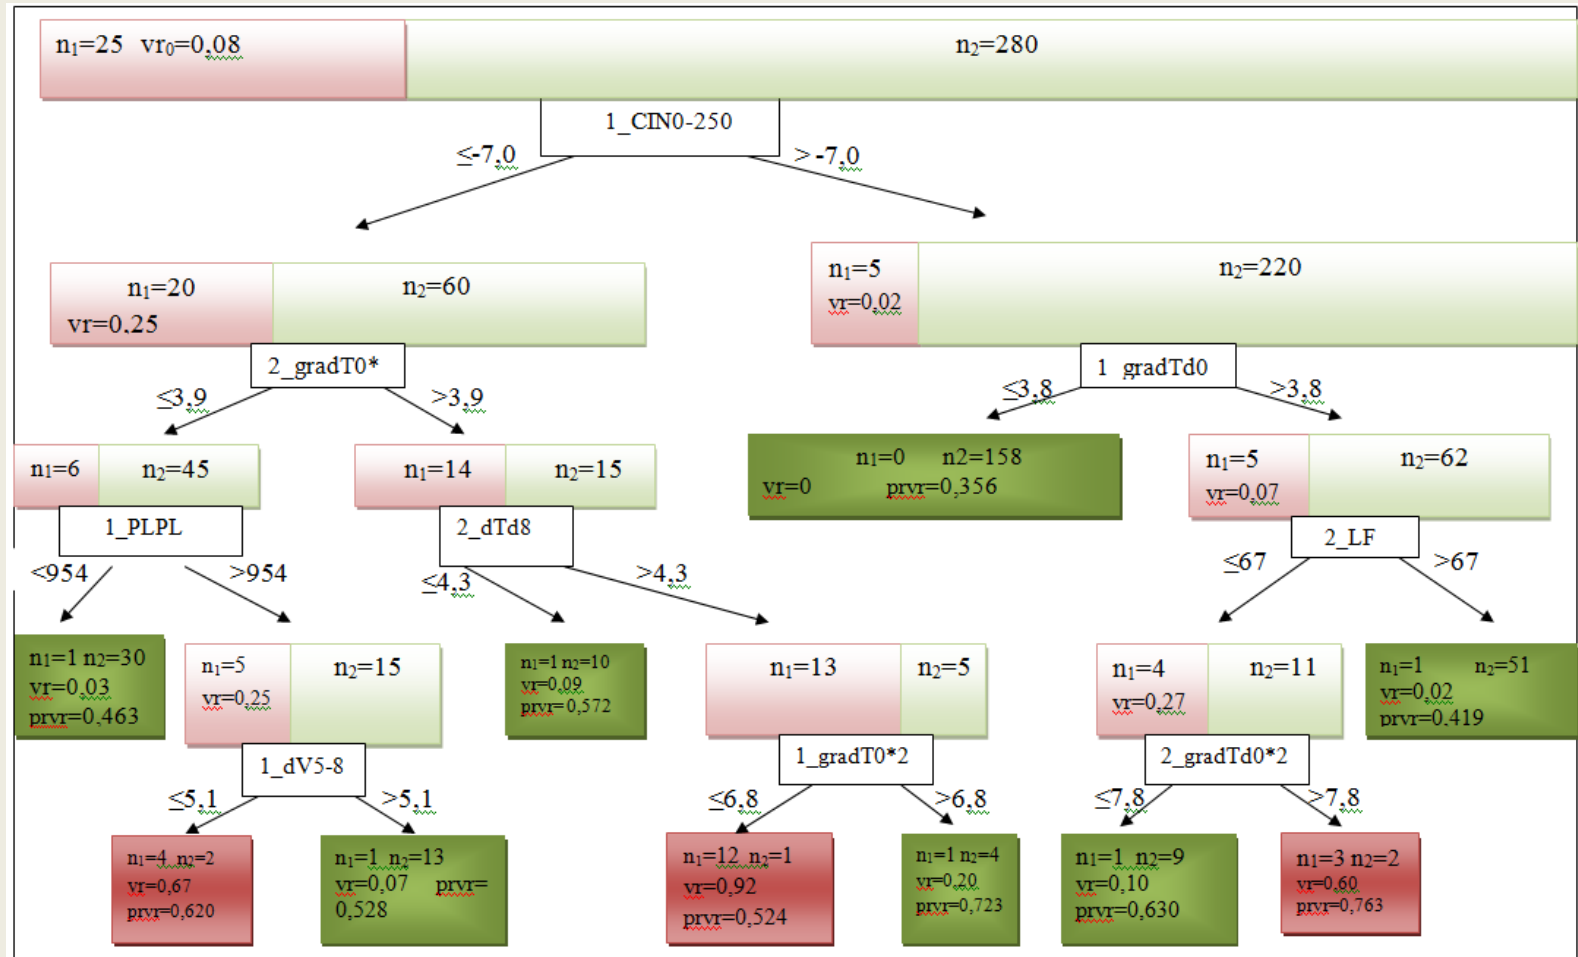 n₁=25 vr₀=0,08 n₂=280
1_CIN0-250
≤-7,0 > -7,0
n₁=20 n₂=60
vr=0,25
n₁=5 n₂=220
vr=0,02
2_gradT0*
1 gradTd0
≤3,9 >3,9
≤3,8 >3,8
n₁=6 n₂=45
n₁=14 n₂=15
n₁=0 n2=158
vr=0 prvr=0,356
n₁=5 n₂=62
vr=0,07
1_PLPL
2_dTd8
2_LF
<954 >954
≤4,3 >4,3
≤67 >67
n₁=1 n₂=30
vr=0,03
prvr=0,463
n₁=5 n₂=15
vr=0,25
n₁=1 n₂=10
vr=0,09
prvr=0,572
n₁=13 n₂=5
n₁=4 n₂=11
vr=0,27
n₁=1 n₂=51
vr=0,02
prvr=0,419
1_dV5-8
1_gradT0*2
2_gradTd0*2
≤5,1 >5,1
≤6,8 >6,8
≤7,8 >7,8
n₁=4 n₂=2
vr=0,67
prvr=0,620
n₁=1 n₂=13
vr=0,07 prvr=
0,528
n₁=12 n₂=1
vr=0,92
prvr=0,524
n₁=1 n₂=4
vr=0,20
prvr=0,723
n₁=1 n₂=9
vr=0,10
prvr=0,630
n₁=3 n₂=2
vr=0,60
prvr=0,763